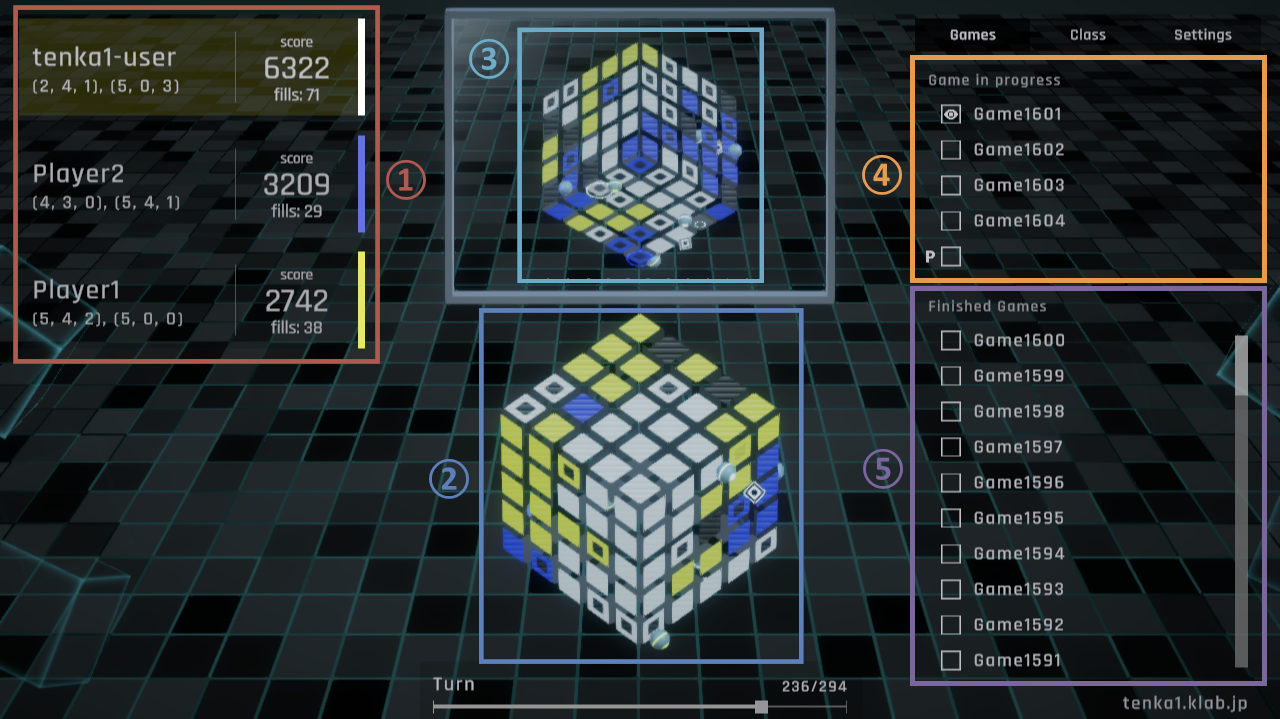 tenka1-user
(2, 4, 1), (5, 0, 3)
score
6322
fills: 71
Player2
(4, 3, 0), (5, 4, 1)
score
3209
fills: 29
Player1
(5, 4, 2), (5, 0, 0)
score
2742
fills: 38
①
③
②
Turn
236/294
Games Class Settings
④
Game in progress
Game1601
Game1602
Game1603
Game1604
P
⑤
Finished Games
Game1600
Game1599
Game1598
Game1597
Game1596
Game1595
Game1594
Game1593
Game1592
Game1591
tenka1.klab.jp